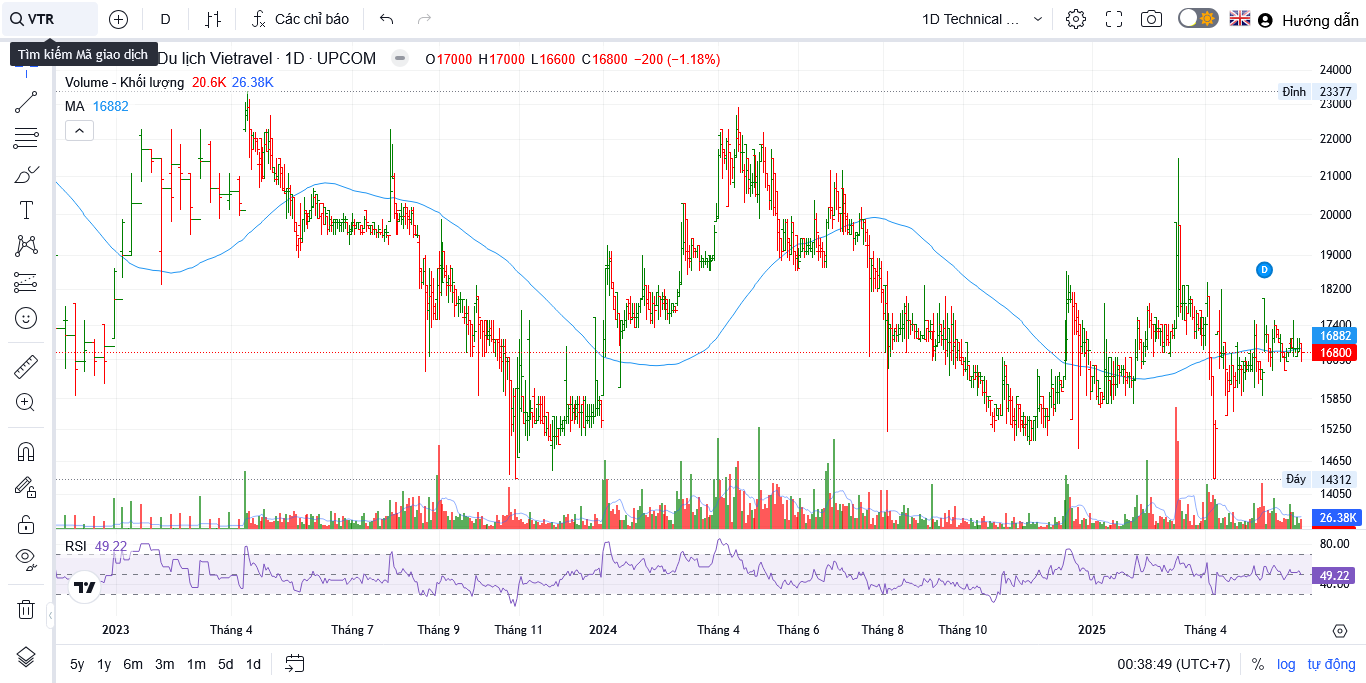 VTR
D
Các chỉ báo
1D Technical ...
Hướng dẫn
Tìm kiếm Mã giao dịch
Du lịch Vietravel · 1D · UPCOM
O17000 H17000 L16600 C16800 −200 (−1.18%)
Volume - Khối lượng 20.6K 26.38K
MA 16882
24000
Đỉnh 23377
23000
22000
21000
20000
19000
D
18200
17400
16882
16800
15850
15250
14650
Đáy 14312
14050
26.38K
RSI 49.22
80.00
49.22
40.00
2023 Tháng 4 Tháng 7 Tháng 9 Tháng 11 2024 Tháng 4 Tháng 6 Tháng 8 Tháng 10 2025 Tháng 4
5y 1y 6m 3m 1m 5d 1d
00:38:49 (UTC+7) % log tự động